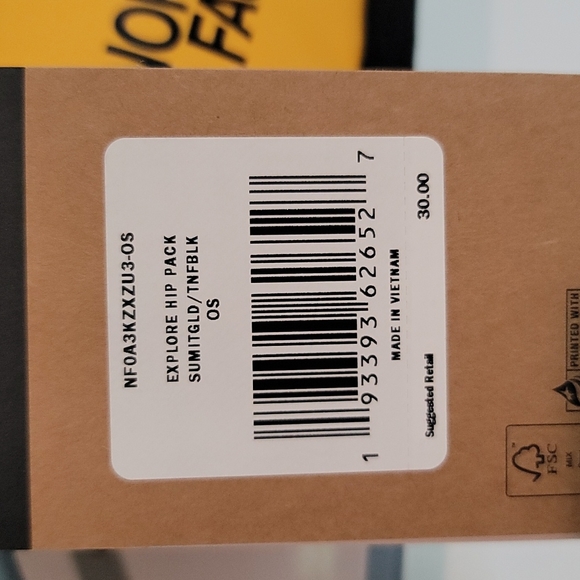 NF0A3KZXZU3-OS
EXPLORE HIP PACK
SUMITGLD/TNFBLK
OS
1 93393 62652 7
MADE IN VIETNAM
Suggested Retail 30.00
FSC
MIX
PRINTED WITH